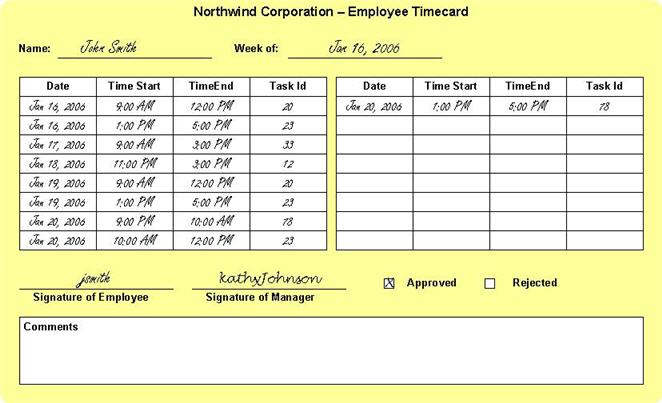 Northwind Corporation – Employee Timecard
Name: John Smith Week of: Jan 16, 2006
Date Time Start TimeEnd Task Id
Jan 16, 2006 9:00 AM 12:00 PM 20
Jan 16, 2006 1:00 PM 5:00 PM 23
Jan 17, 2006 9:00 AM 3:00 PM 33
Jan 18, 2006 11:00 PM 3:00 PM 12
Jan 19, 2006 9:00 AM 12:00 PM 20
Jan 19, 2006 1:00 PM 5:00 PM 23
Jan 20, 2006 9:00 PM 10:00 AM 78
Jan 20, 2006 10:00 AM 12:00 PM 23
Date Time Start TimeEnd Task Id
Jan 20, 2006 1:00 PM 5:00 PM 78
jsmith kathyJohnson
Signature of Employee Signature of Manager X Approved Rejected
Comments